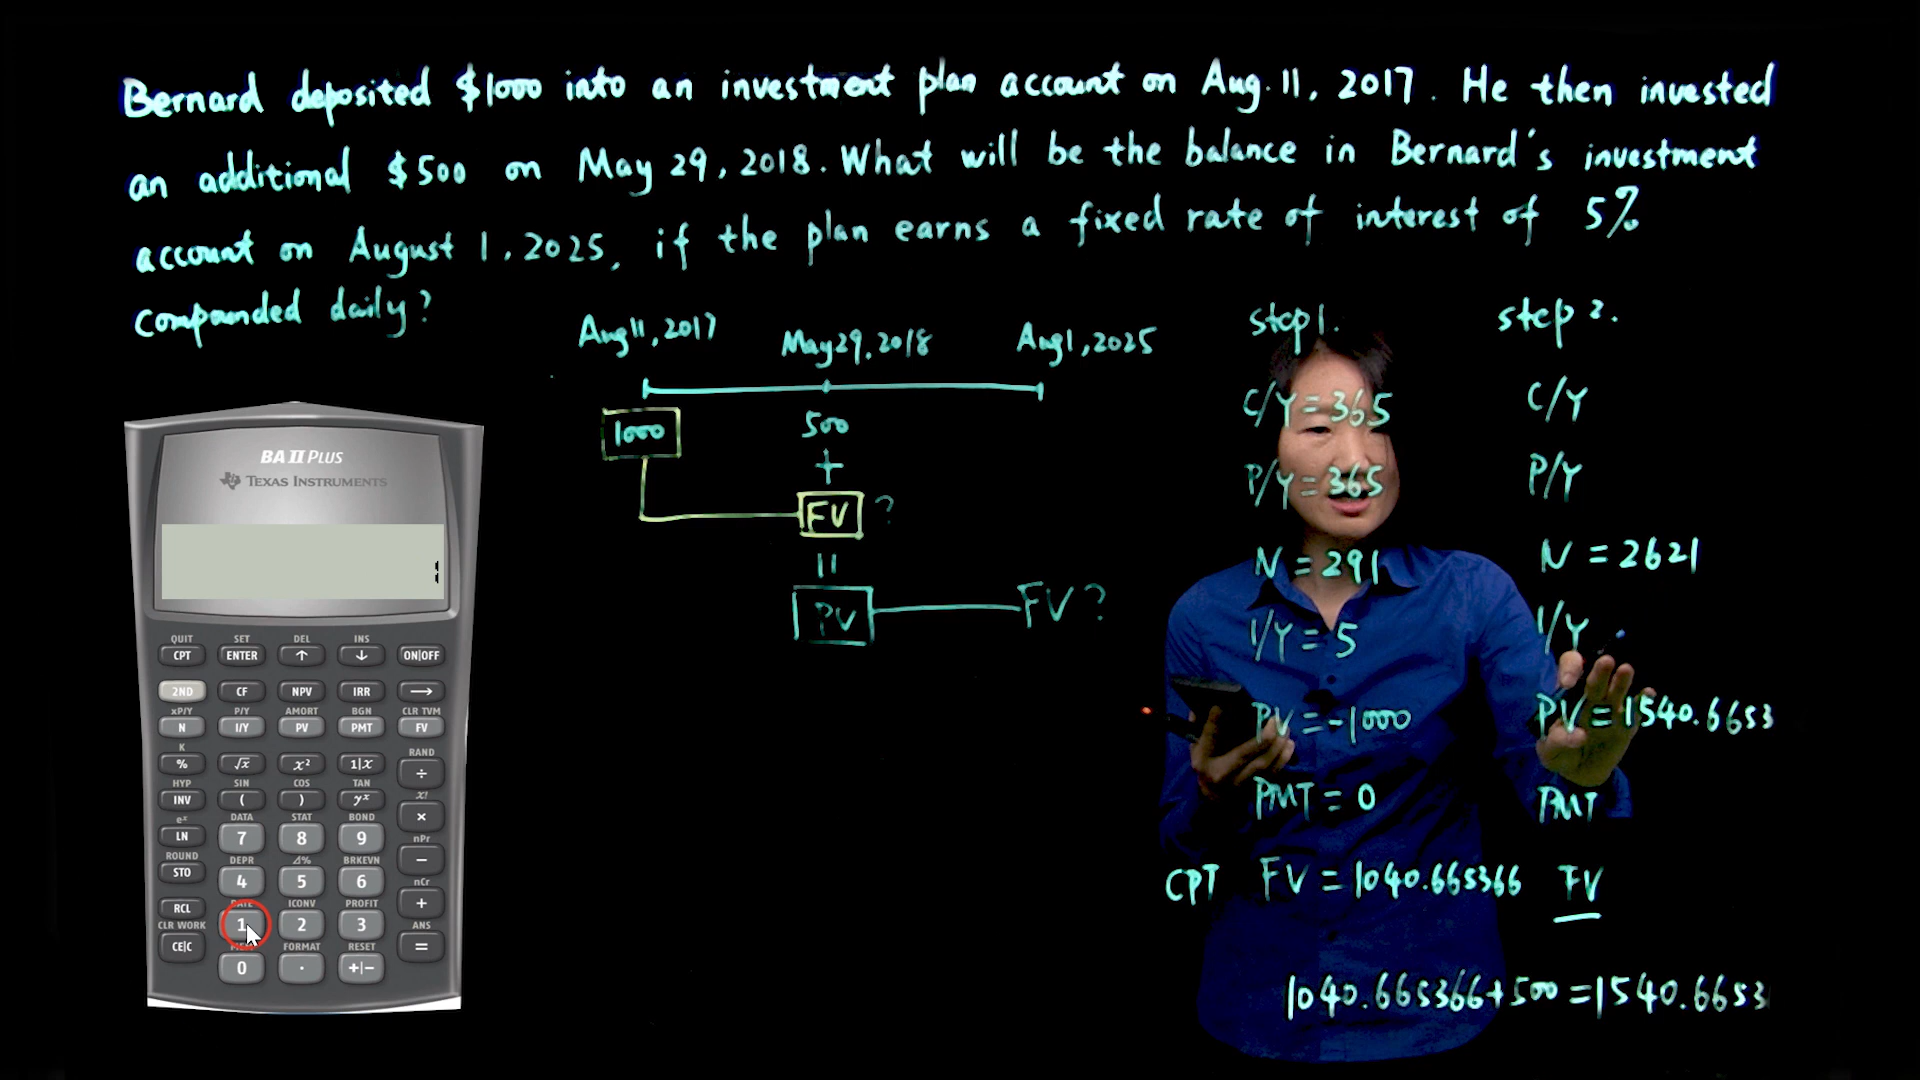 Bernard deposited $1000 into an investment plan account on Aug. 11, 2017. He then invested
an additional $500 on May 29, 2018. What will be the balance in Bernard's investment
account on August 1, 2025, if the plan earns a fixed rate of interest of 5%
compounded daily?
Aug 11, 2017 May 29, 2018 Aug 1, 2025
1000
500
+
FV ?
=
PV FV?
step 1.
C/Y = 365
P/Y = 365
N = 291
I/Y = 5
PV = -1000
PMT = 0
CPT FV = 1040.665366
step 2.
C/Y
P/Y
N = 2621
I/Y
PV = 1540.6653
PMT
FV
1040.665366+500 = 1540.6653
BA II PLUS
TEXAS INSTRUMENTS
QUIT SET DEL INS
CPT ENTER ↑ ↓ ON|OFF
2ND CF NPV IRR →
xP/Y P/Y AMORT BGN CLR TVM
N I/Y PV PMT FV
K RAND
% √x x² 1|x ÷
HYP SIN COS TAN x!
INV ( ) yˣ ×
eˣ DATA STAT BOND nPr
LN 7 8 9 −
ROUND DEPR Δ% BRKEVN nCr
STO 4 5 6 +
DATE ICONV PROFIT ANS
RCL 1 2 3 =
CLR WORK MEM FORMAT RESET
CE|C 0 . +|−